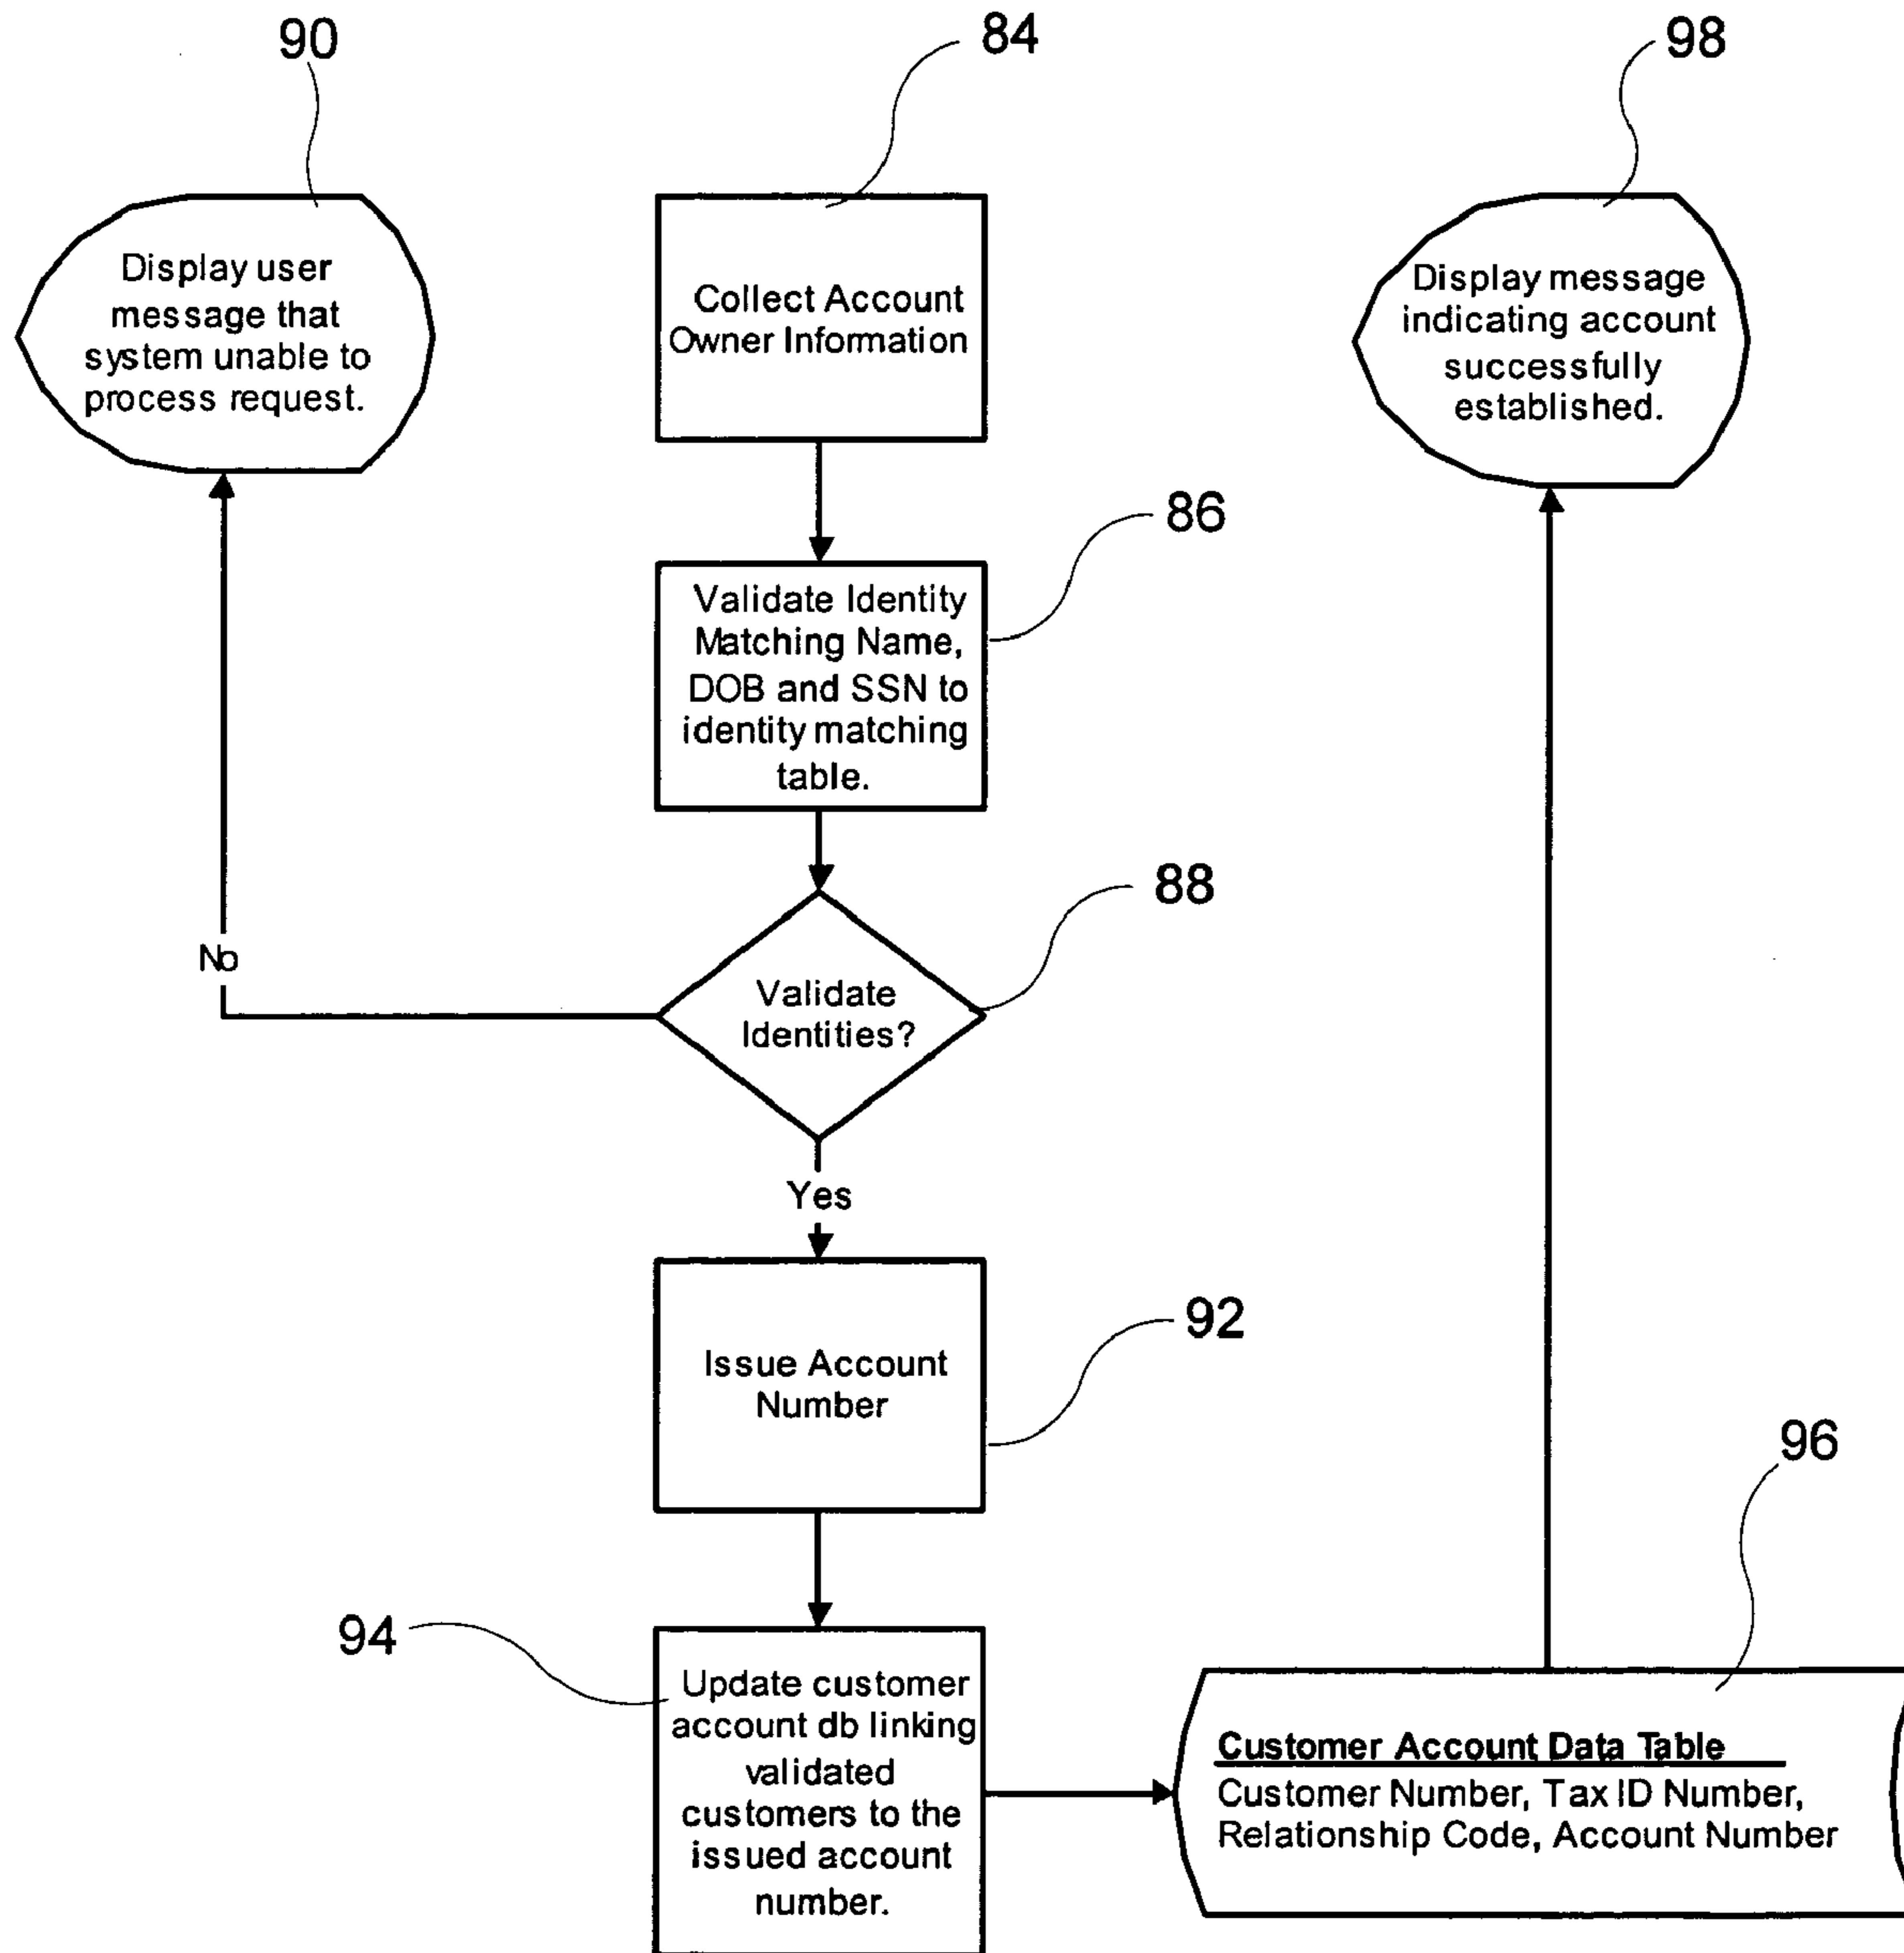 90
84
98
Display user
message that
system unable to
process request.
Collect Account
Owner Information
Display message
indicating account
successfully
established.
86
Validate Identity
Matching Name,
DOB and SSN to
identity matching
table.
88
No
Validate
Identities?
Yes
92
Issue Account
Number
96
94
Update customer
account db linking
validated
customers to the
issued account
number.
Customer Account Data Table
Customer Number, Tax ID Number,
Relationship Code, Account Number